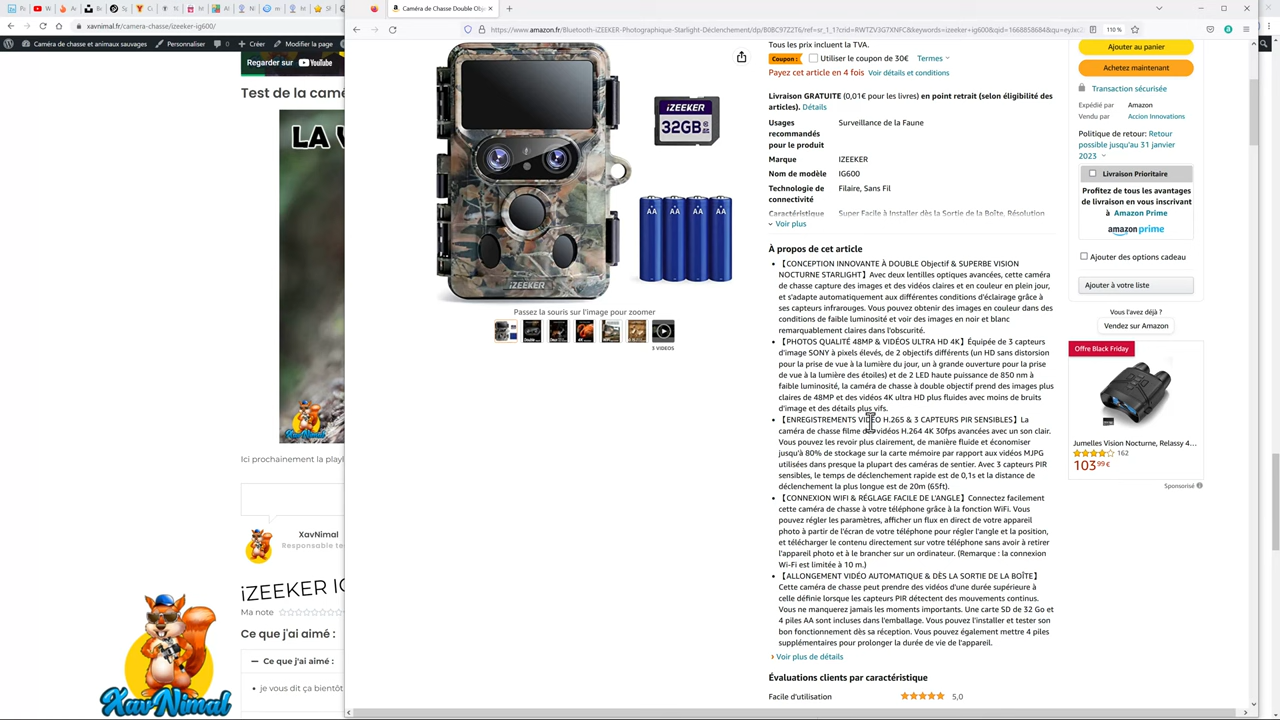 Caméra de Chasse Double Obj
xavnimal.fr/camera-chasse/izeeker-ig600/
https://www.amazon.fr/Bluetooth-iZEEKER-Photographique-Starlight-Déclenchement/dp/B0BC97Z2T6/ref=sr_1_1?crid=RWTZV3G7XNFC&keywords=izeeker+ig600&qid=1668858684&qu=eyJxc
110 %
Caméra de chasse et animaux sauvages
Personnaliser
0
Créer
Modifier la page
Regarder sur YouTube
Test de la camé
LA V
Ici prochainement la playl
XavNimal
Responsable te
iZEEKER IG
Ma note
Ce que j'ai aimé :
Ce que j'ai aimé :
je vous dit ça bientôt
XavNimal
iZEEKER
32GB
AA AA AA AA
iZEEKER
Passez la souris sur l'image pour zoomer
3 VIDEOS
Tous les prix incluent la TVA.
Coupon : Utiliser le coupon de 30€ Termes
Payez cet article en 4 fois Voir détails et conditions
Livraison GRATUITE (0,01€ pour les livres) en point retrait (selon éligibilité des
articles). Détails
Usages
recommandés
pour le produit
Surveillance de la Faune
Marque IZEEKER
Nom de modèle IG600
Technologie de
connectivité
Filaire, Sans Fil
Caractéristique Super Facile à Installer dès la Sortie de la Boîte, Résolution
Voir plus
À propos de cet article
【CONCEPTION INNOVANTE À DOUBLE Objectif & SUPERBE VISION
NOCTURNE STARLIGHT】Avec deux lentilles optiques avancées, cette caméra
de chasse capture des images et des vidéos claires et en couleur en plein jour,
et s'adapte automatiquement aux différentes conditions d'éclairage grâce à
ses capteurs infrarouges. Vous pouvez obtenir des images en couleur dans des
conditions de faible luminosité et voir des images en noir et blanc
remarquablement claires dans l'obscurité.
【PHOTOS QUALITÉ 48MP & VIDÉOS ULTRA HD 4K】Équipée de 3 capteurs
d'image SONY à pixels élevés, de 2 objectifs différents (un HD sans distorsion
pour la prise de vue à la lumière du jour, un à grande ouverture pour la prise
de vue à la lumière des étoiles) et de 2 LED haute puissance de 850 nm à
faible luminosité, la caméra de chasse à double objectif prend des images plus
claires de 48MP et des vidéos 4K ultra HD plus fluides avec moins de bruits
d'image et des détails plus vifs.
【ENREGISTREMENTS VIDÉO H.265 & 3 CAPTEURS PIR SENSIBLES】La
caméra de chasse filme des vidéos H.264 4K 30fps avancées avec un son clair.
Vous pouvez les revoir plus clairement, de manière fluide et économiser
jusqu'à 80% de stockage sur la carte mémoire par rapport aux vidéos MJPG
utilisées dans presque la plupart des caméras de sentier. Avec 3 capteurs PIR
sensibles, le temps de déclenchement rapide est de 0,1s et la distance de
déclenchement la plus longue est de 20m (65ft).
【CONNEXION WIFI & RÉGLAGE FACILE DE L'ANGLE】Connectez facilement
cette caméra de chasse à votre téléphone grâce à la fonction WiFi. Vous
pouvez régler les paramètres, afficher un flux en direct de votre appareil
photo à partir de l'écran de votre téléphone pour régler l'angle et la position,
et télécharger le contenu directement sur votre téléphone sans avoir à retirer
l'appareil photo et à le brancher sur un ordinateur. (Remarque : la connexion
Wi-Fi est limitée à 10 m.)
【ALLONGEMENT VIDÉO AUTOMATIQUE & DÈS LA SORTIE DE LA BOÎTE】
Cette caméra de chasse peut prendre des vidéos d'une durée supérieure à
celle définie lorsque les capteurs PIR détectent des mouvements continus.
Vous ne manquerez jamais les moments importants. Une carte SD de 32 Go et
4 piles AA sont incluses dans l'emballage. Vous pouvez l'installer et tester son
bon fonctionnement dès sa réception. Vous pouvez également mettre 4 piles
supplémentaires pour prolonger la durée de vie de l'appareil.
Voir plus de détails
Évaluations clients par caractéristique
Facile d'utilisation 5,0
Ajouter au panier
Achetez maintenant
Transaction sécurisée
Expédié par Amazon
Vendu par Accion Innovations
Politique de retour: Retour
possible jusqu'au 31 janvier
2023
Livraison Prioritaire
Profitez de tous les avantages
de livraison en vous inscrivant
à Amazon Prime
amazon prime
Ajouter des options cadeau
Ajouter à votre liste
Vous l'avez déjà ?
Vendez sur Amazon
Offre Black Friday
Jumelles Vision Nocturne, Relassy 4...
162
103,99 €
Sponsorisé